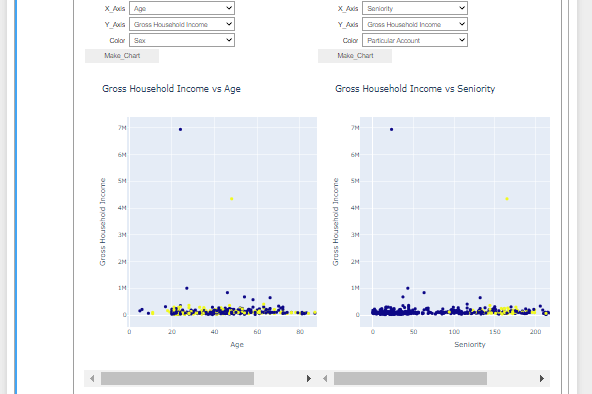 X_Axis Age
Y_Axis Gross Household Income
Color Sex
Make_Chart
X_Axis Seniority
Y_Axis Gross Household Income
Color Particular Account
Make_Chart
Gross Household Income vs Age
7M
6M
5M
4M
3M
2M
1M
0
Gross Household Income
0 20 40 60 80
Age
Gross Household Income vs Seniority
7M
6M
5M
4M
3M
2M
1M
0
Gross Household Income
0 50 100 150 200
Seniority